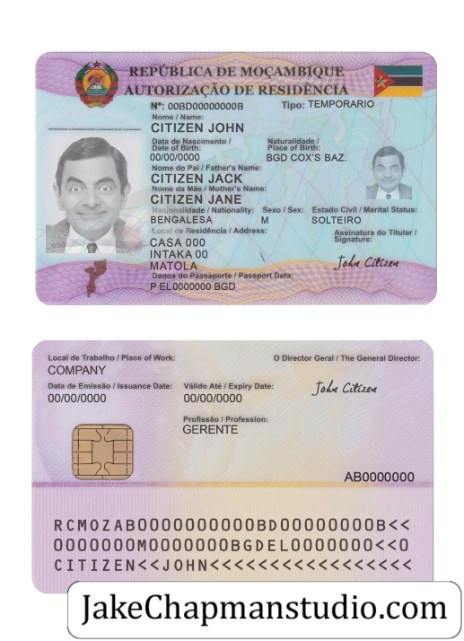 REPÚBLICA DE MOÇAMBIQUE
AUTORIZAÇÃO DE RESIDÊNCIA
Nº: 00BD00000000B Tipo: TEMPORARIO
Nome / Name:
CITIZEN JOHN
Data de Nascimento / Naturalidade /
Date of Birth: Place of Birth:
00/00/0000 BGD COX'S BAZ.
Nome do Pai / Father's Name:
CITIZEN JACK
Nome da Mãe / Mother's Name:
CITIZEN JANE
Nacionalidade / Nationality: Sexo / Sex: Estado Civil / Marital Status:
BENGALESA M SOLTEIRO
Local de Residência / Address: Assinatura do Titular /
Signature:
CASA 000
INTAKA 00
MATOLA
John Citizen
Dados do Passaporte / Passport Data:
P EL0000000 BGD
Local de Trabalho / Place of Work: O Director Geral / The General Director:
COMPANY
Data de Emissão / Issuance Date: Válido Até / Expiry Date:
00/00/0000 00/00/0000
John Citizen
Profissão / Profession:
GERENTE
AB0000000
RCMOZAB0000000000BD00000000B<<
0000000M0000000BGDEL0000000<<0
CITIZEN<<JOHN<<<<<<<<<<<<<<<<<
JakeChapmanstudio.com